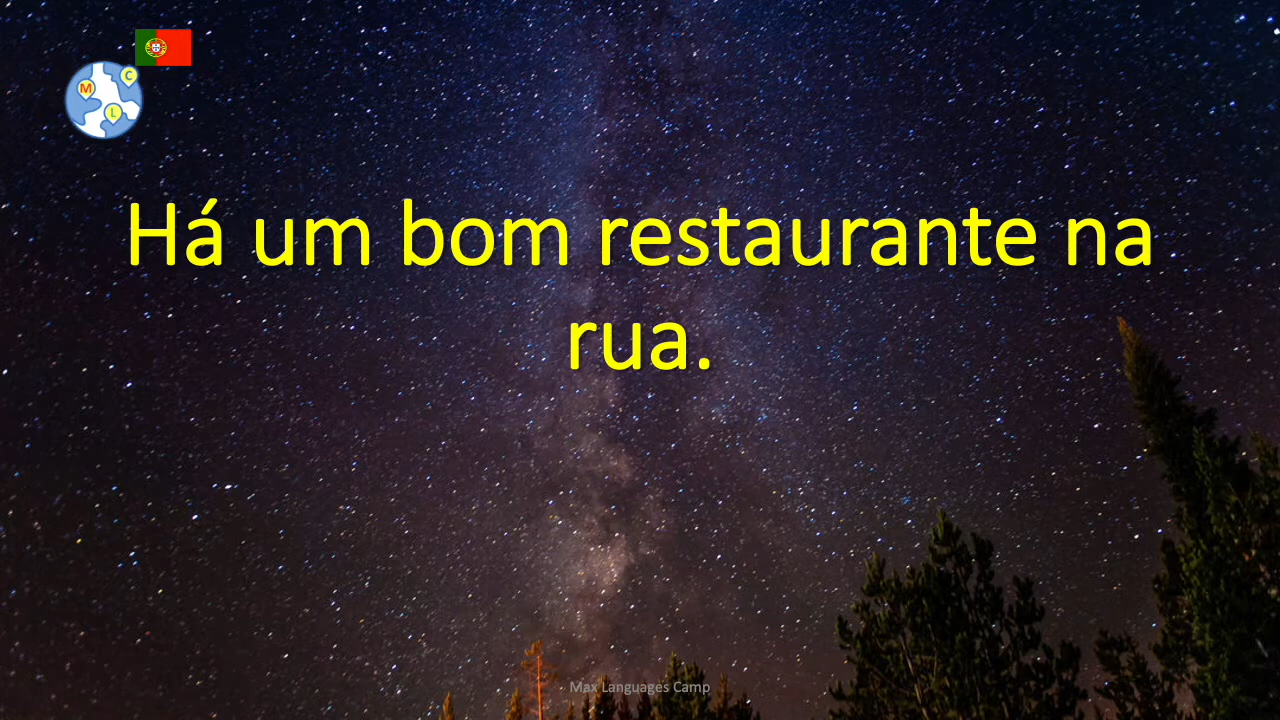 C
M
L
Há um bom restaurante na
rua.
Max Languages Camp